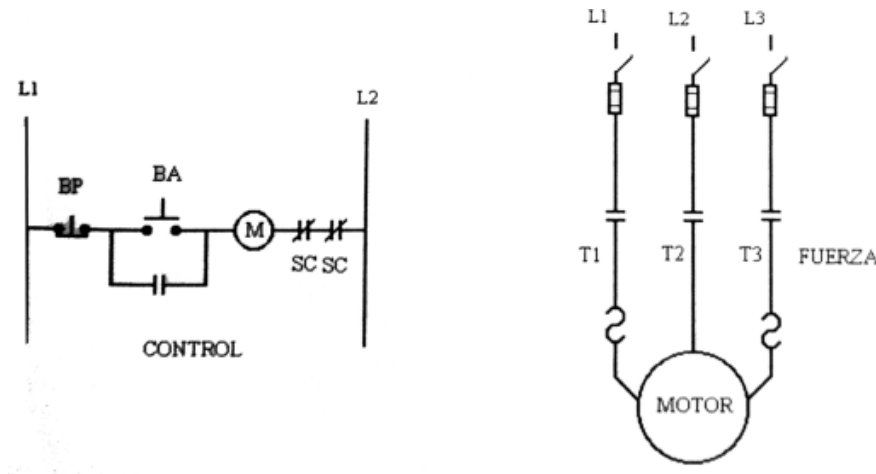 L1
L2
BP
BA
M
SC SC
CONTROL
L1 L2 L3
T1 T2 T3 FUERZA
MOTOR